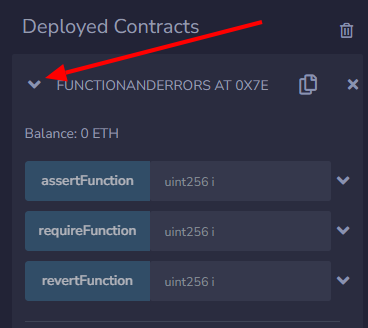 Deployed Contracts
FUNCTIONANDERRORS AT 0X7E
Balance: 0 ETH
assertFunction uint256 i
requireFunction uint256 i
revertFunction uint256 i